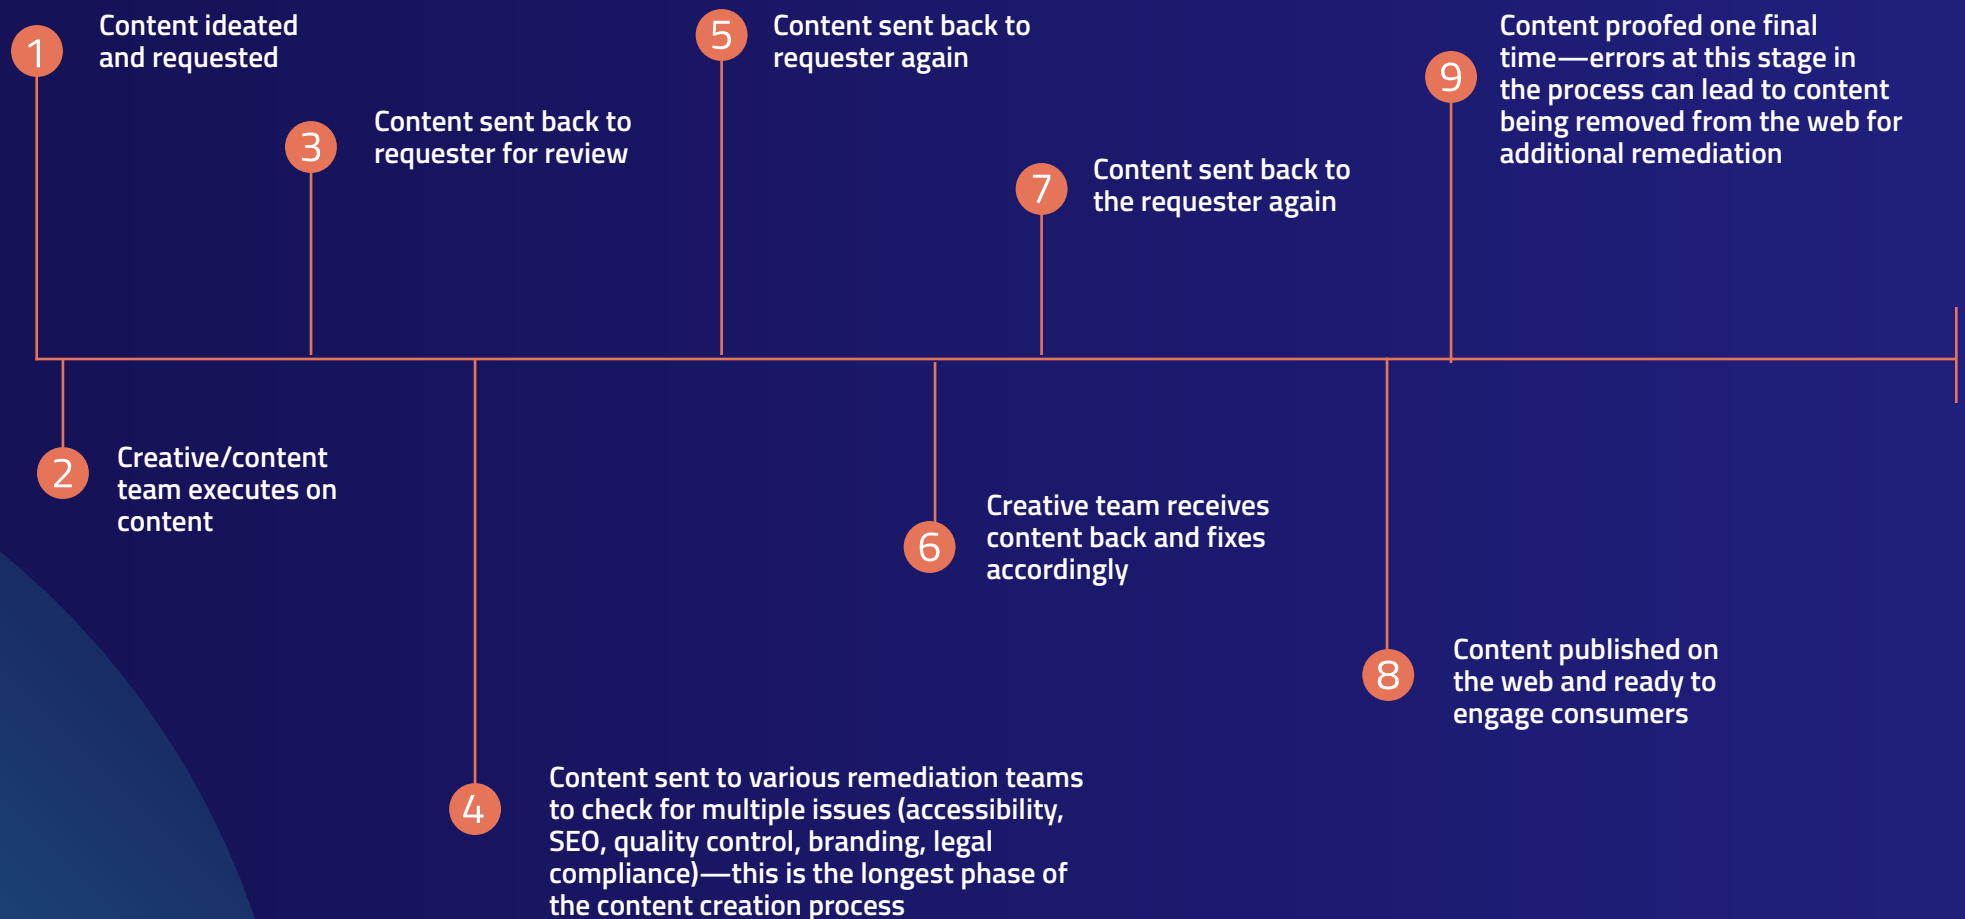 1
Content ideated
and requested
2
Creative/content
team executes on
content
3
Content sent back to
requester for review
4
Content sent to various remediation teams
to check for multiple issues (accessibility,
SEO, quality control, branding, legal
compliance)—this is the longest phase of
the content creation process
5
Content sent back to
requester again
6
Creative team receives
content back and fixes
accordingly
7
Content sent back to
the requester again
8
Content published on
the web and ready to
engage consumers
9
Content proofed one final
time—errors at this stage in
the process can lead to content
being removed from the web for
additional remediation